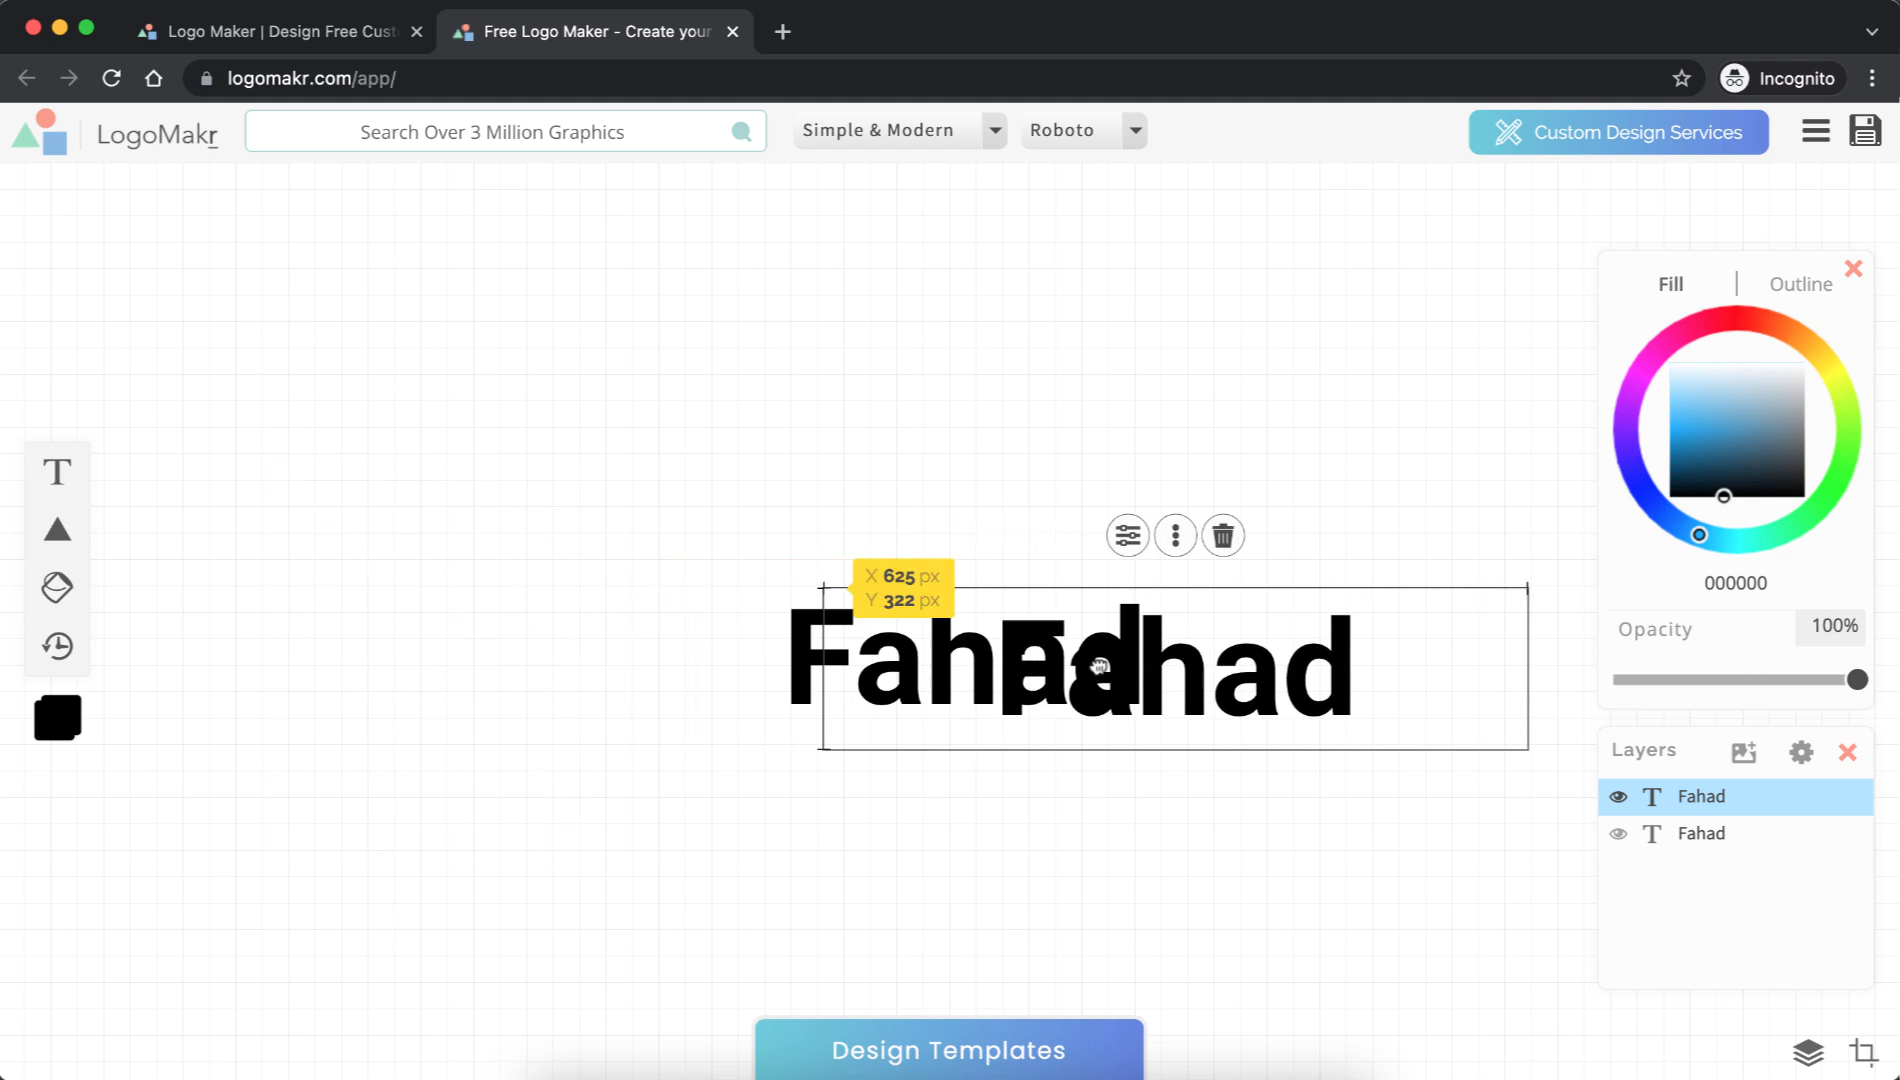 Logo Maker | Design Free Cust
Free Logo Maker - Create your
logomakr.com/app/
Incognito
LogoMakr
Search Over 3 Million Graphics
Simple & Modern
Roboto
Custom Design Services
Fill | Outline
000000
Opacity 100%
X 625 px
Y 322 px
Fahad
Fahad
Layers
T Fahad
T Fahad
T
Design Templates